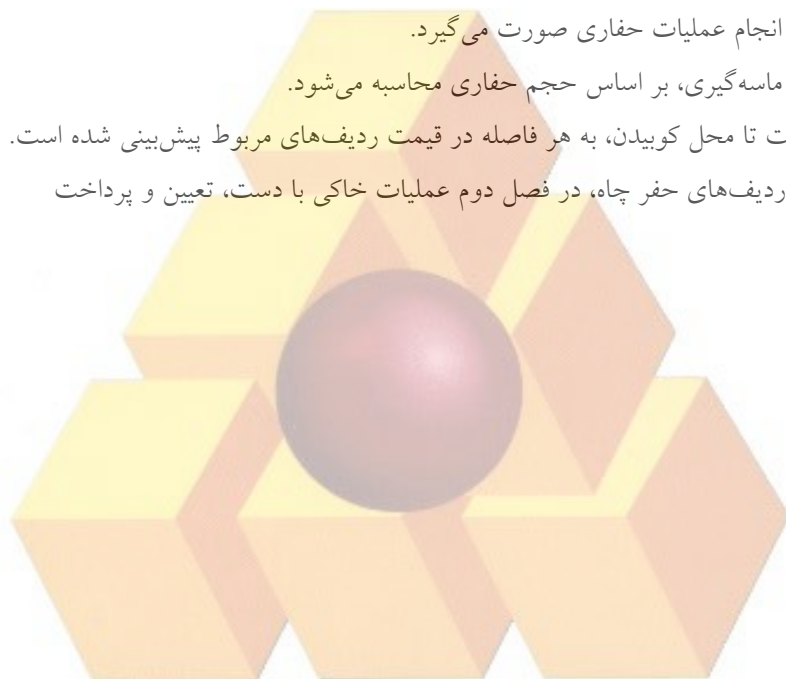 انجام عملیات حفاری صورت می‌گیرد.
ماسه‌گیری، بر اساس حجم حفاری محاسبه می‌شود.
ت تا محل کوبیدن، به هر فاصله در قیمت ردیف‌های مربوط پیش‌بینی شده است.
ردیف‌های حفر چاه، در فصل دوم عملیات خاکی با دست، تعیین و پرداخت